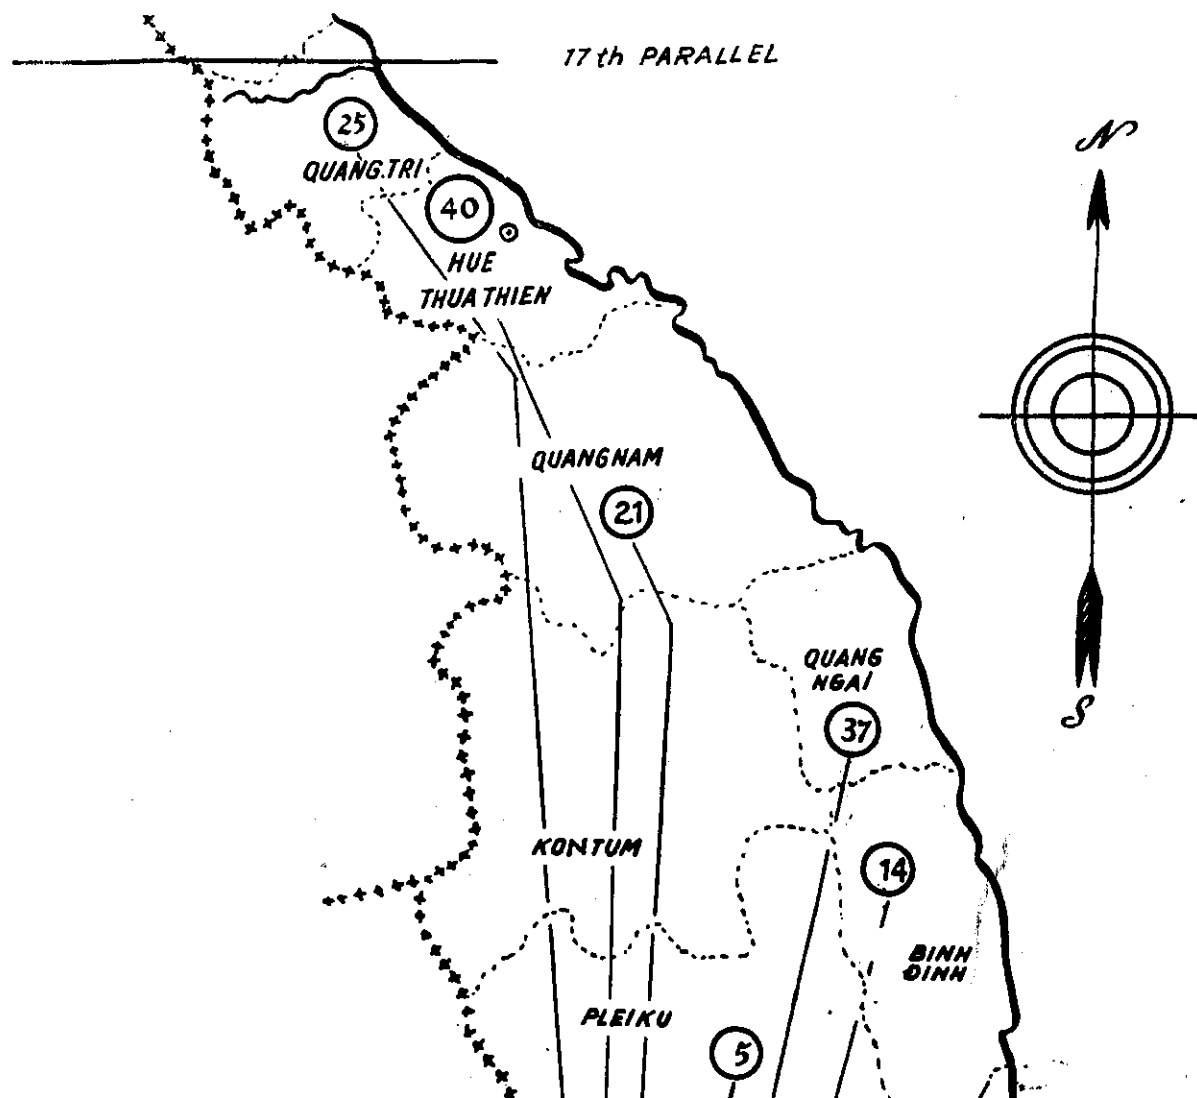 17th PARALLEL
N
25
QUANG.TRI
40
HUE
THUA THIEN
QUANGNAM
21
QUANG
NGAI
37
S
KONTUM
14
BINH
DINH
PLEIKU
5